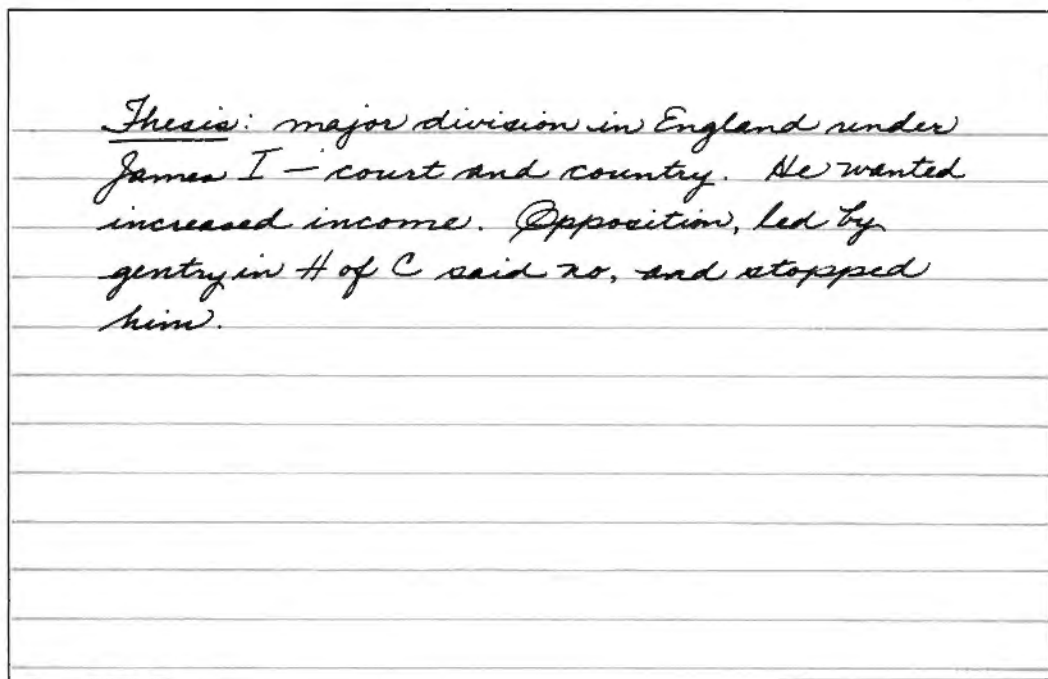 Thesis: major division in England under
James I – court and country. He wanted
increased income. Opposition, led by
gentry in H of C said no, and stopped
him.